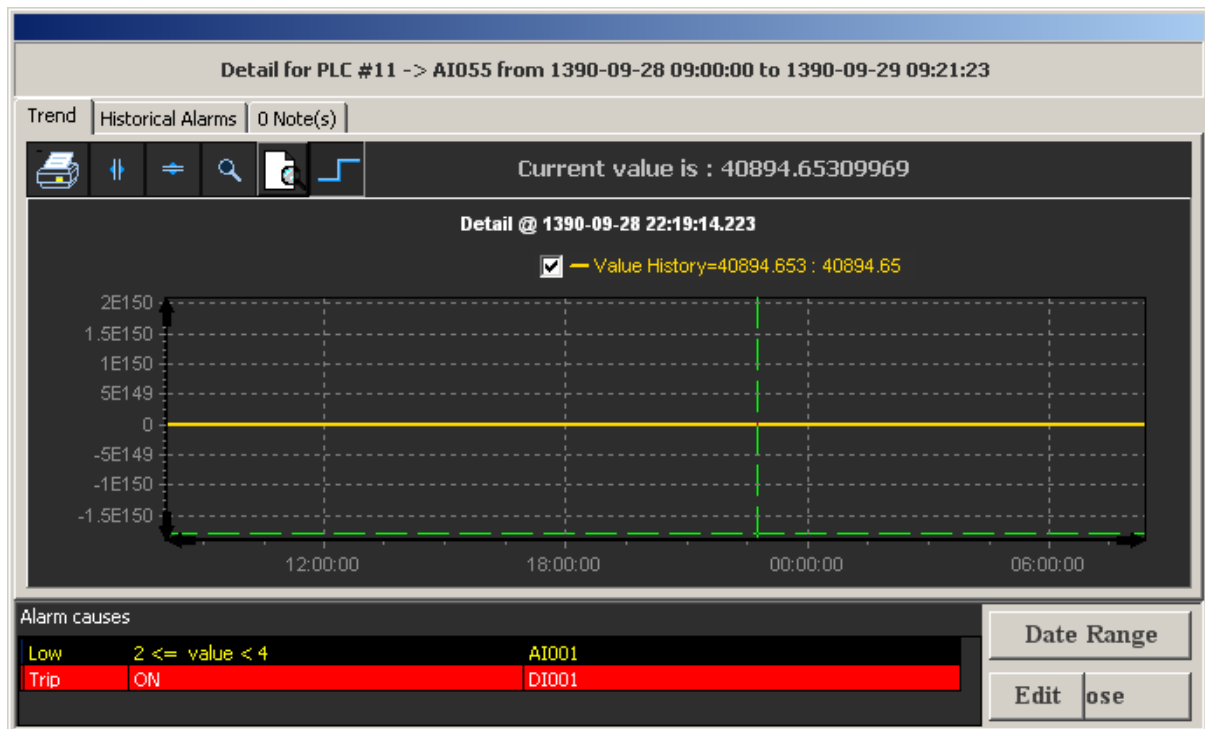 Detail for PLC #11 -> AI055 from 1390-09-28 09:00:00 to 1390-09-29 09:21:23
Trend Historical Alarms 0 Note(s)
Current value is : 40894.65309969
Detail @ 1390-09-28 22:19:14.223
Value History=40894.653 : 40894.65
2E150
1.5E150
1E150
5E149
0
-5E149
-1E150
-1.5E150
12:00:00 18:00:00 00:00:00 06:00:00
Alarm causes
Low 2 <= value < 4 AI001
Trip ON DI001
Date Range
Edit ose